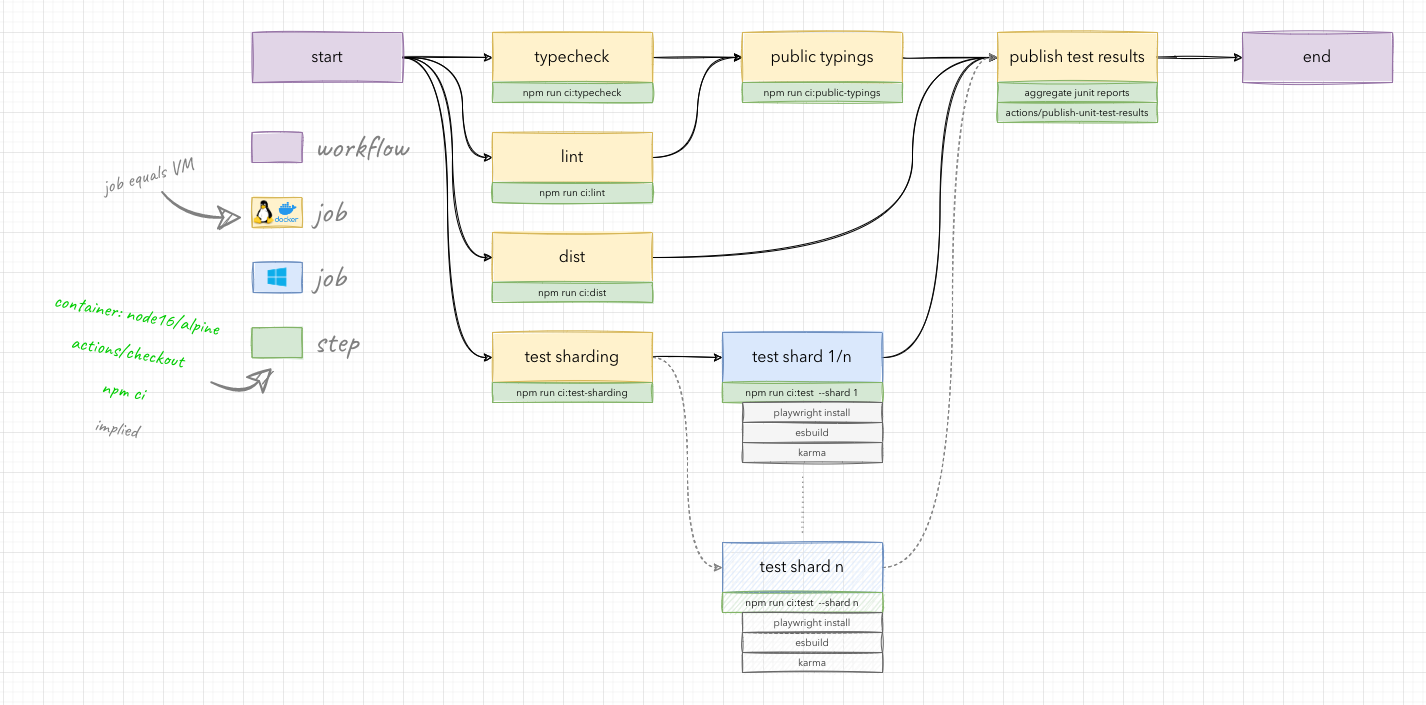 start
typecheck
npm run ci:typecheck
public typings
npm run ci:public-typings
publish test results
aggregate junit reports
actions/publish-unit-test-results
end
workflow
job equals VM
docker
job
job
container: node16/alpine
actions/checkout
npm ci
implied
step
lint
npm run ci:lint
dist
npm run ci:dist
test sharding
npm run ci:test-sharding
test shard 1/n
npm run ci:test --shard 1
playwright install
esbuild
karma
test shard n
npm run ci:test --shard n
playwright install
esbuild
karma